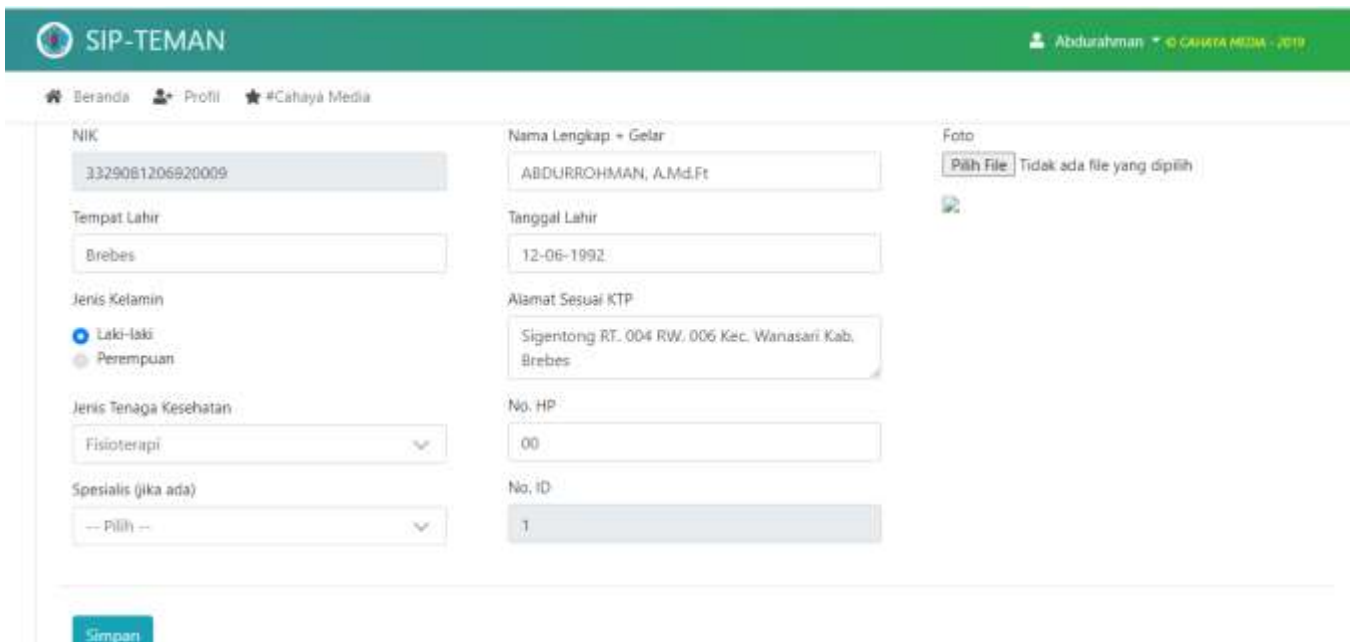 SIP-TEMAN
Abdurahman © CAHAYA MEDIA - 2019
Beranda Profil #Cahaya Media
NIK
3329081206920009
Nama Lengkap + Gelar
ABDURROHMAN, A.Md.Ft
Foto
Pilih File Tidak ada file yang dipilih
Tempat Lahir
Brebes
Tanggal Lahir
12-06-1992
Jenis Kelamin
Laki-laki
Perempuan
Alamat Sesuai KTP
Sigentong RT. 004 RW. 006 Kec. Wanasari Kab.
Brebes
Jenis Tenaga Kesehatan
Fisioterapi
No. HP
00
Spesialis (jika ada)
--- Pilih ---
No. ID
1
Simpan